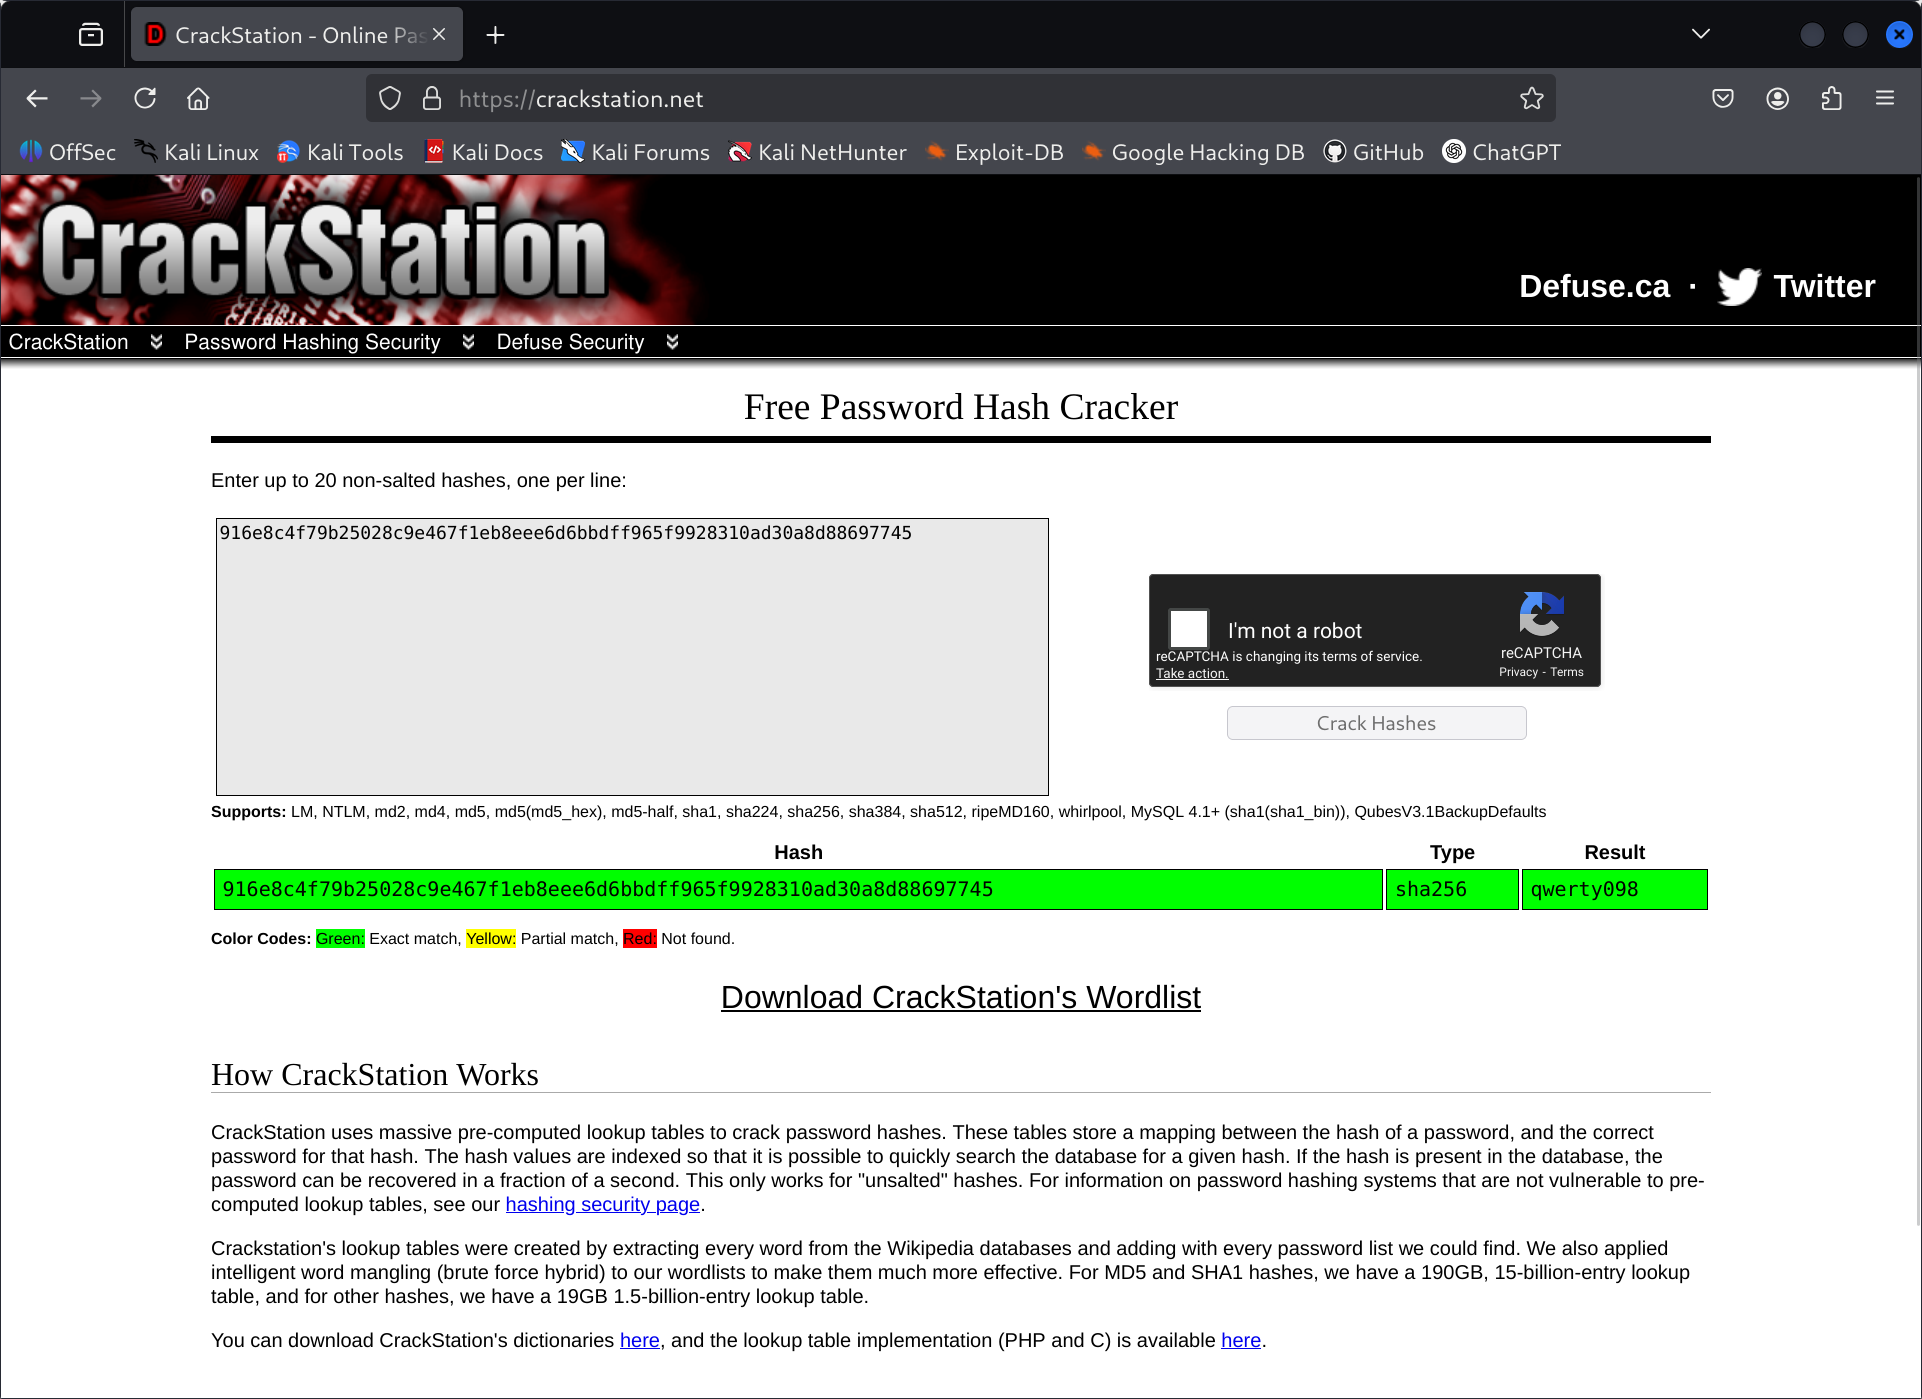 CrackStation - Online Pas
https://crackstation.net
OffSec Kali Linux Kali Tools Kali Docs Kali Forums Kali NetHunter Exploit-DB Google Hacking DB GitHub ChatGPT
CrackStation
Defuse.ca · Twitter
CrackStation Password Hashing Security Defuse Security
Free Password Hash Cracker
Enter up to 20 non-salted hashes, one per line:
916e8c4f79b25028c9e467f1eb8eee6d6bbdff965f9928310ad30a8d88697745
I'm not a robot
reCAPTCHA is changing its terms of service.
Take action.
reCAPTCHA
Privacy - Terms
Crack Hashes
Supports: LM, NTLM, md2, md4, md5, md5(md5_hex), md5-half, sha1, sha224, sha256, sha384, sha512, ripeMD160, whirlpool, MySQL 4.1+ (sha1(sha1_bin)), QubesV3.1BackupDefaults
Hash Type Result
916e8c4f79b25028c9e467f1eb8eee6d6bbdff965f9928310ad30a8d88697745 sha256 qwerty098
Color Codes: Green: Exact match, Yellow: Partial match, Red: Not found.
Download CrackStation's Wordlist
How CrackStation Works
CrackStation uses massive pre-computed lookup tables to crack password hashes. These tables store a mapping between the hash of a password, and the correct
password for that hash. The hash values are indexed so that it is possible to quickly search the database for a given hash. If the hash is present in the database, the
password can be recovered in a fraction of a second. This only works for "unsalted" hashes. For information on password hashing systems that are not vulnerable to pre-
computed lookup tables, see our hashing security page.
Crackstation's lookup tables were created by extracting every word from the Wikipedia databases and adding with every password list we could find. We also applied
intelligent word mangling (brute force hybrid) to our wordlists to make them much more effective. For MD5 and SHA1 hashes, we have a 190GB, 15-billion-entry lookup
table, and for other hashes, we have a 19GB 1.5-billion-entry lookup table.
You can download CrackStation's dictionaries here, and the lookup table implementation (PHP and C) is available here.